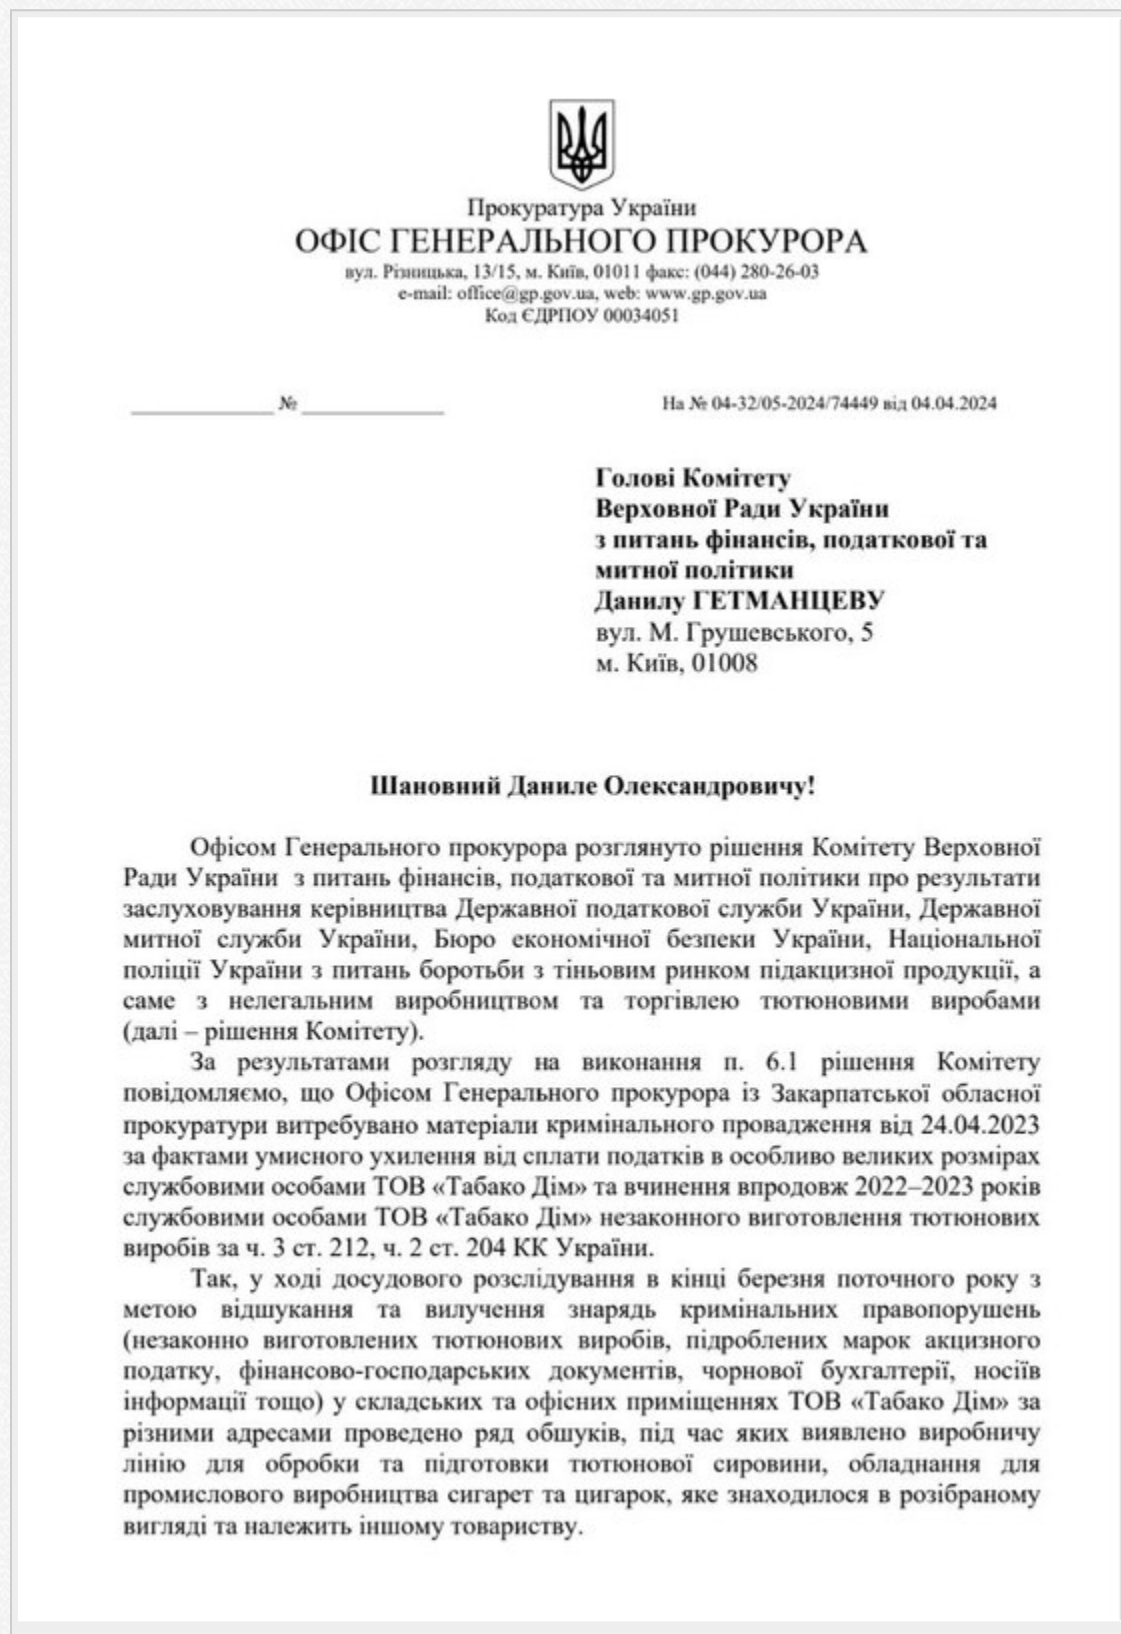 Прокуратура України
ОФІС ГЕНЕРАЛЬНОГО ПРОКУРОРА
вул. Різницька, 13/15, м. Київ, 01011 факс: (044) 280-26-03
e-mail: office@gp.gov.ua, web: www.gp.gov.ua
Код ЄДРПОУ 00034051
_____________ № _____________
На № 04-32/05-2024/74449 від 04.04.2024
Голові Комітету
Верховної Ради України
з питань фінансів, податкової та
митної політики
Данилу ГЕТМАНЦЕВУ
вул. М. Грушевського, 5
м. Київ, 01008
Шановний Даниле Олександровичу!
Офісом Генерального прокурора розглянуто рішення Комітету Верховної
Ради України з питань фінансів, податкової та митної політики про результати
заслуховування керівництва Державної податкової служби України, Державної
митної служби України, Бюро економічної безпеки України, Національної
поліції України з питань боротьби з тіньовим ринком підакцизної продукції, а
саме з нелегальним виробництвом та торгівлею тютюновими виробами
(далі – рішення Комітету).
За результатами розгляду на виконання п. 6.1 рішення Комітету
повідомляємо, що Офісом Генерального прокурора із Закарпатської обласної
прокуратури витребувано матеріали кримінального провадження від 24.04.2023
за фактами умисного ухилення від сплати податків в особливо великих розмірах
службовими особами ТОВ «Табако Дім» та вчинення впродовж 2022–2023 років
службовими особами ТОВ «Табако Дім» незаконного виготовлення тютюнових
виробів за ч. 3 ст. 212, ч. 2 ст. 204 КК України.
Так, у ході досудового розслідування в кінці березня поточного року з
метою відшукання та вилучення знарядь кримінальних правопорушень
(незаконно виготовлених тютюнових виробів, підроблених марок акцизного
податку, фінансово-господарських документів, чорнової бухгалтерії, носіїв
інформації тощо) у складських та офісних приміщеннях ТОВ «Табако Дім» за
різними адресами проведено ряд обшуків, під час яких виявлено виробничу
лінію для обробки та підготовки тютюнової сировини, обладнання для
промислового виробництва сигарет та цигарок, яке знаходилося в розібраному
вигляді та належить іншому товариству.